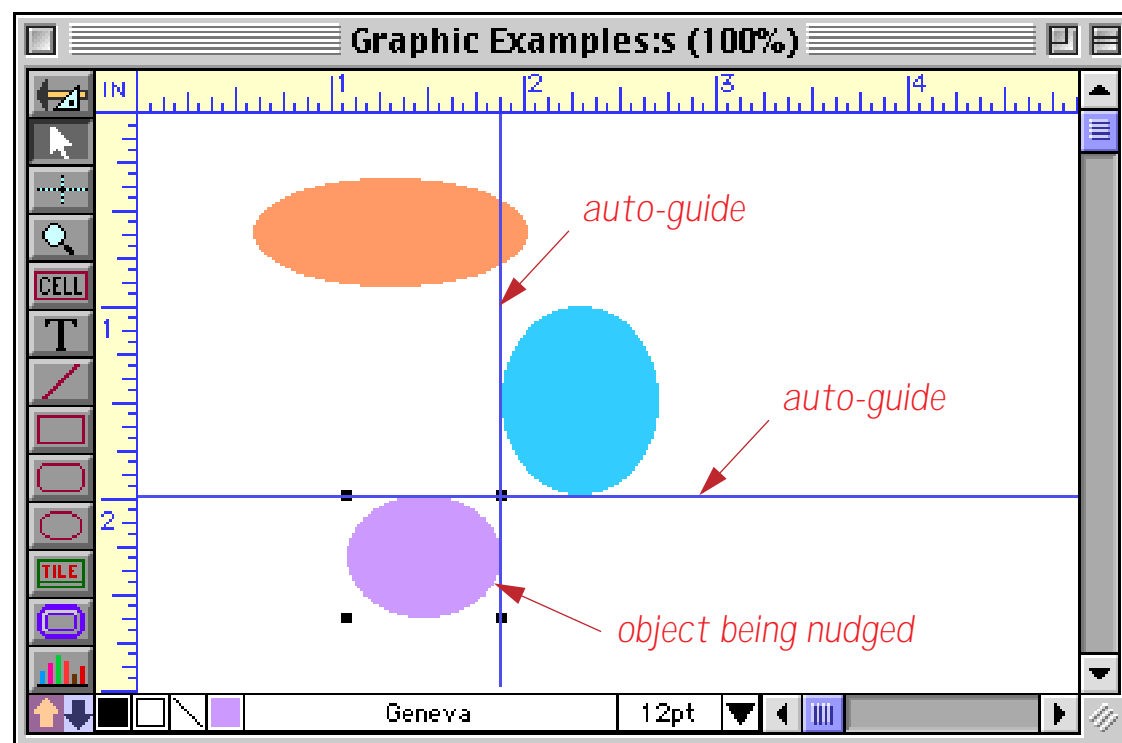 Graphic Examples:s (100%)
IN
1 2 3 4
auto-guide
CELL
T
1
auto-guide
2
TILE
object being nudged
Geneva 12pt